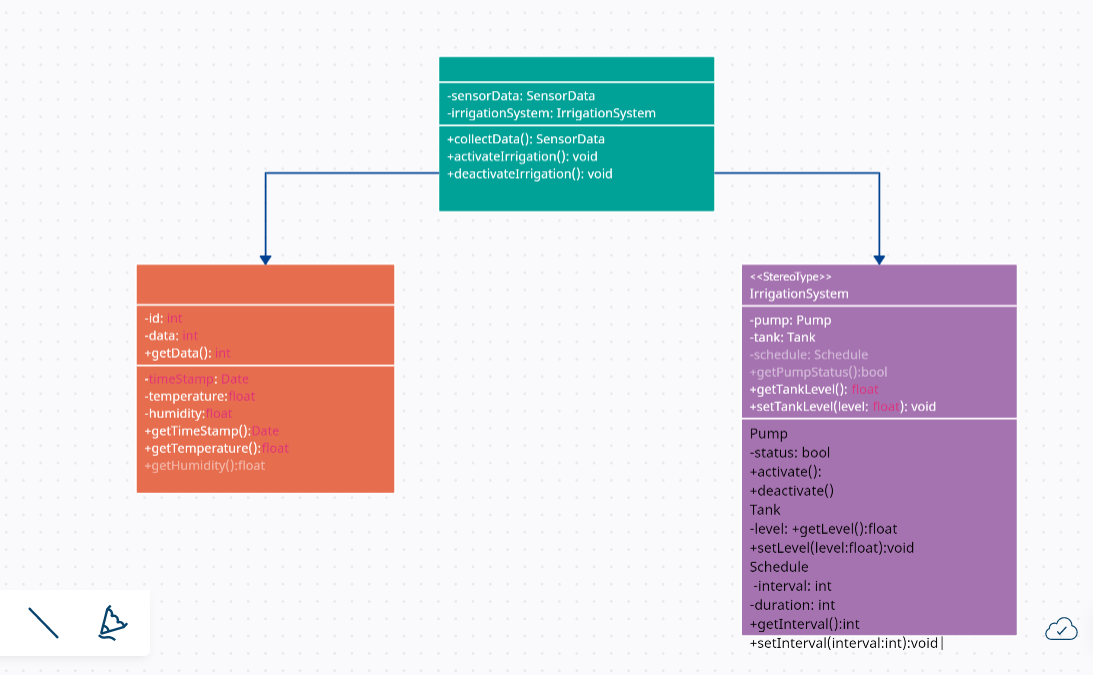 -sensorData: SensorData
-irrigationSystem: IrrigationSystem
+collectData(): SensorData
+activateIrrigation(): void
+deactivateIrrigation(): void
-id: int
-data: int
+getData(): int
-timeStamp: Date
-temperature:float
-humidity:float
+getTimeStamp():Date
+getTemperature():float
+getHumidity():float
<<StereoType>>
IrrigationSystem
-pump: Pump
-tank: Tank
-schedule: Schedule
+getPumpStatus():bool
+getTankLevel(): float
+setTankLevel(level: float): void
Pump
-status: bool
+activate():
+deactivate()
Tank
-level: +getLevel():float
+setLevel(level:float):void
Schedule
-interval: int
-duration: int
+getInterval():int
+setInterval(interval:int):void